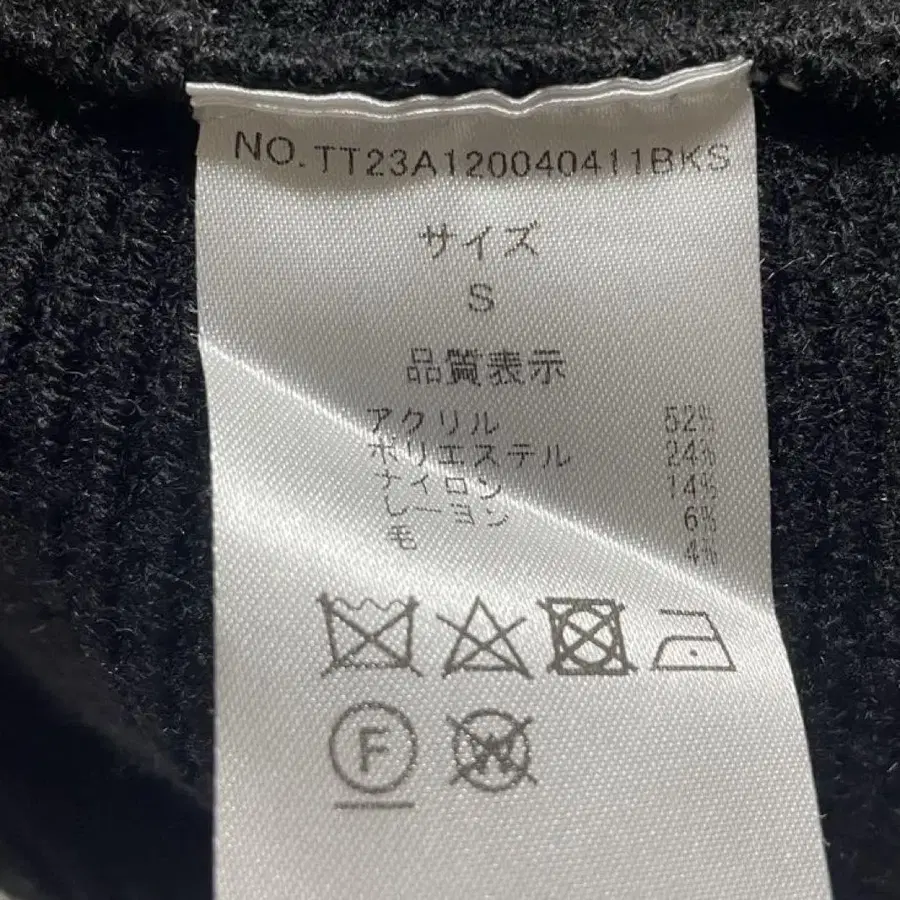 NO.TT23A120040411BKS
サイズ
S
品質表示
アクリル 52%
ポリエステル 24%
ナイロン 14%
レーヨン 6%
毛 4%
F W